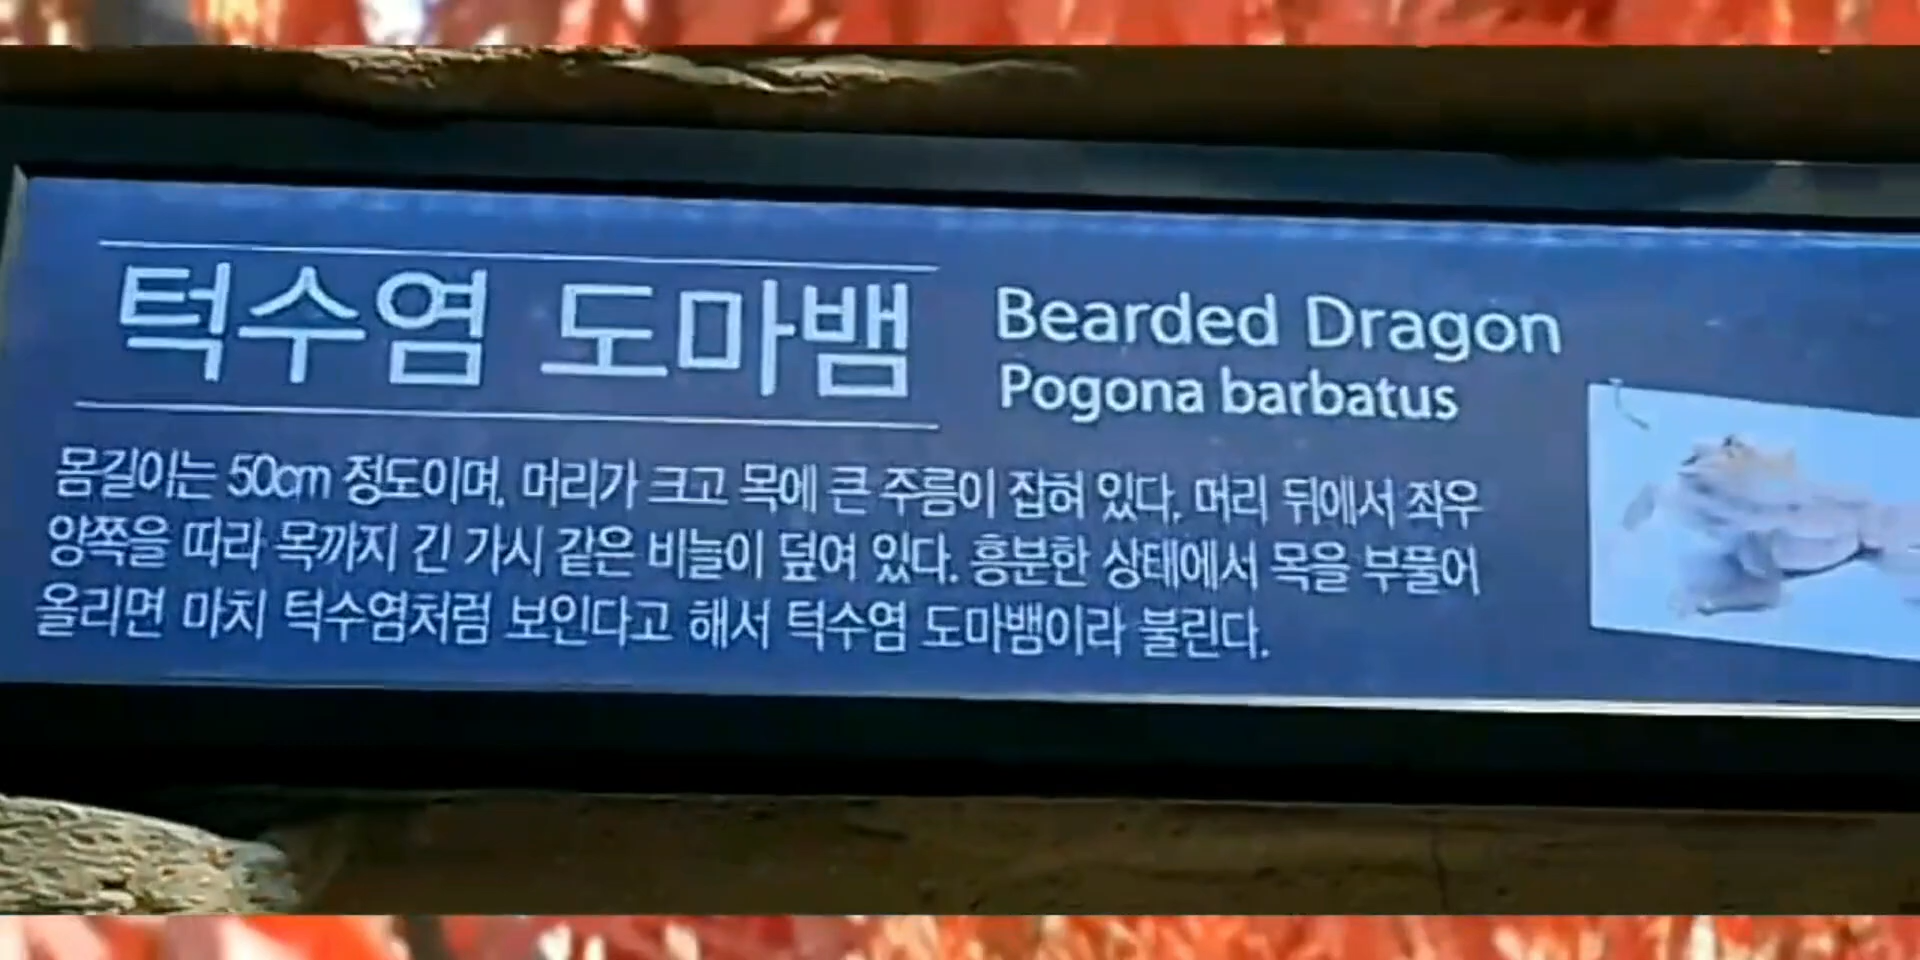 턱수염 도마뱀
Bearded Dragon
Pogona barbatus
몸길이는 50cm 정도이며, 머리가 크고 목에 큰 주름이 잡혀 있다. 머리 뒤에서 좌우
양쪽을 따라 목까지 긴 가시 같은 비늘이 덮여 있다. 흥분한 상태에서 목을 부풀어
올리면 마치 턱수염처럼 보인다고 해서 턱수염 도마뱀이라 불린다.